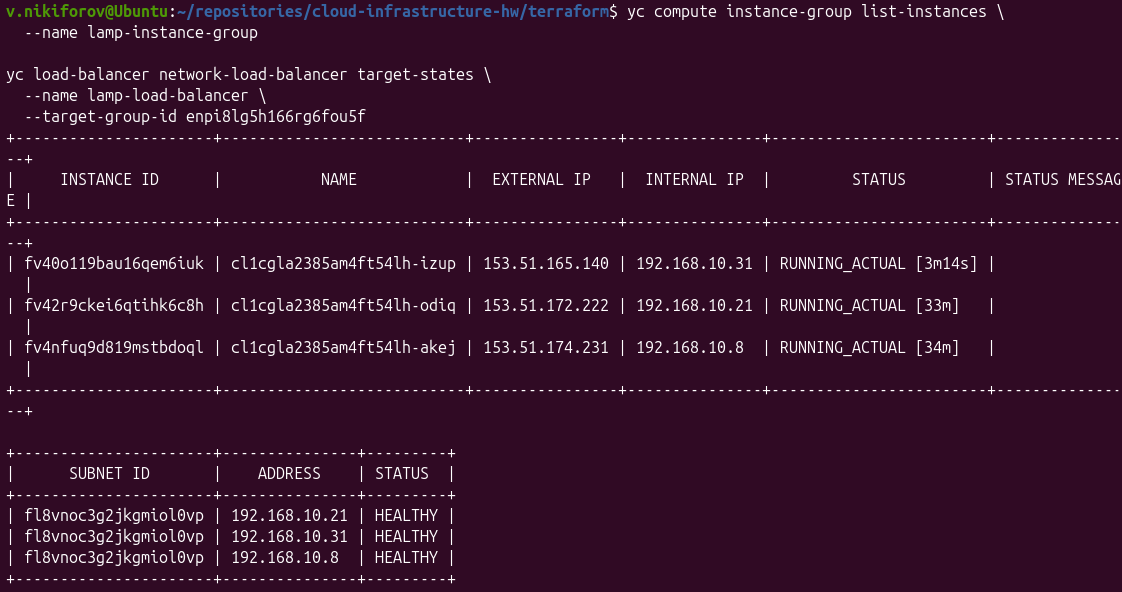 v.nikiforov@Ubuntu:~/repositories/cloud-infrastructure-hw/terraform$ yc compute instance-group list-instances \
  --name lamp-instance-group

yc load-balancer network-load-balancer target-states \
  --name lamp-load-balancer \
  --target-group-id enpi8lg5h166rg6fou5f
+----------------------+---------------------------+----------------+---------------+------------------------+--------------
--+
|     INSTANCE ID      |           NAME            |  EXTERNAL IP   |  INTERNAL IP  |         STATUS         | STATUS MESSAG
E |
+----------------------+---------------------------+----------------+---------------+------------------------+--------------
--+
| fv40o119bau16qem6iuk | cl1cgla2385am4ft54lh-izup | 153.51.165.140 | 192.168.10.31 | RUNNING_ACTUAL [3m14s] |
  |
| fv42r9ckei6qtihk6c8h | cl1cgla2385am4ft54lh-odiq | 153.51.172.222 | 192.168.10.21 | RUNNING_ACTUAL [33m]   |
  |
| fv4nfuq9d819mstbdoql | cl1cgla2385am4ft54lh-akej | 153.51.174.231 | 192.168.10.8  | RUNNING_ACTUAL [34m]   |
  |
+----------------------+---------------------------+----------------+---------------+------------------------+--------------
--+

+----------------------+---------------+---------+
|      SUBNET ID       |    ADDRESS    | STATUS  |
+----------------------+---------------+---------+
| fl8vnoc3g2jkgmiol0vp | 192.168.10.21 | HEALTHY |
| fl8vnoc3g2jkgmiol0vp | 192.168.10.31 | HEALTHY |
| fl8vnoc3g2jkgmiol0vp | 192.168.10.8  | HEALTHY |
+----------------------+---------------+---------+